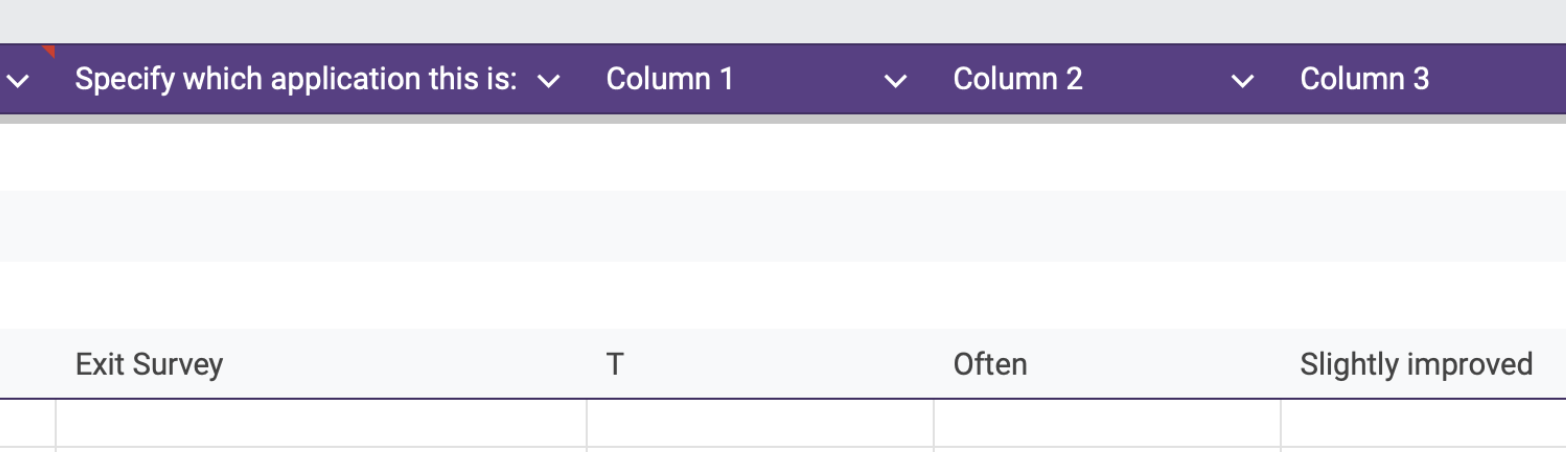 Specify which application this is: Column 1 Column 2 Column 3
Exit Survey T Often Slightly improved